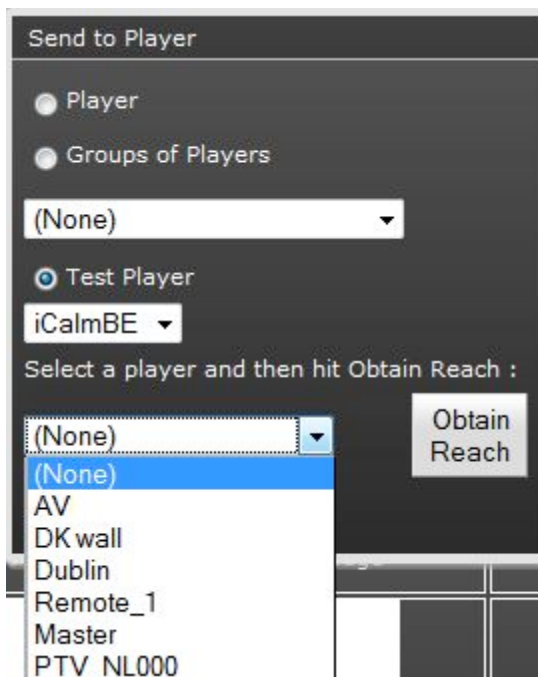 Send to Player
Player
Groups of Players
(None)
Test Player
iCalmBE
Select a player and then hit Obtain Reach :
(None)
Obtain
Reach
(None)
AV
DK wall
Dublin
Remote_1
Master
PTV_NL000